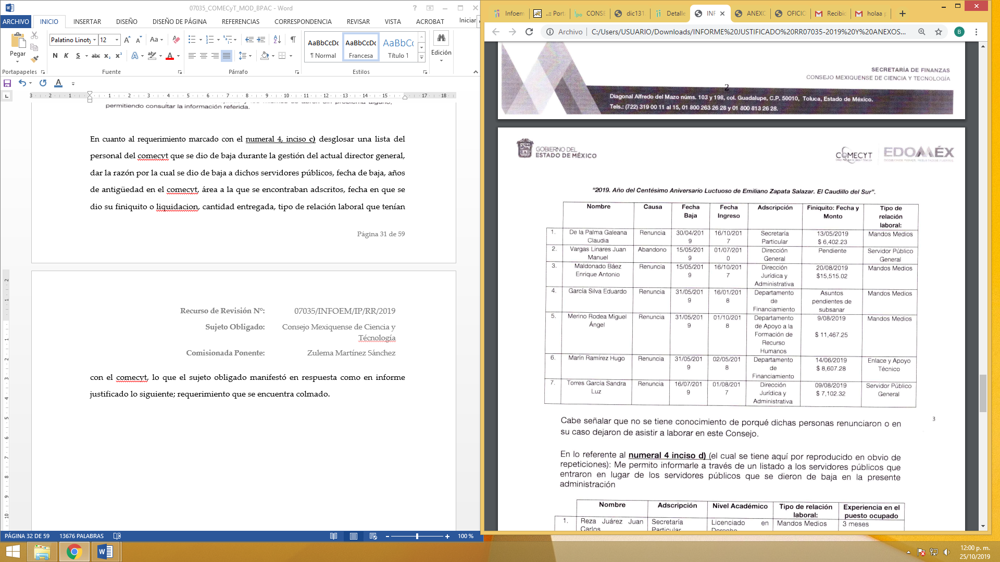 07035_COMECyT_MOD_BPAC - Word
ARCHIVO INICIO INSERTAR DISEÑO DISEÑO DE PÁGINA REFERENCIAS CORRESPONDENCIA REVISAR VISTA ACROBAT Iniciar
Palatino Linoty 12
Pegar
N K S abc x₂ x²
AaBbCcDc AaBbCcDc AaBbCc
¶ Normal Francesa Título 1
Edición
Portapapeles Fuente Párrafo Estilos
permitiendo consultar la información referida.
En cuanto al requerimiento marcado con el numeral 4, inciso c) desglosar una lista del
personal del comecyt que se dio de baja durante la gestión del actual director general,
dar la razón por la cual se dio de baja a dichos servidores públicos, fecha de baja, años
de antigüedad en el comecyt, área a la que se encontraban adscritos, fecha en que se
dio su finiquito o liquidacion, cantidad entregada, tipo de relación laboral que tenían
Página 31 de 59
Recurso de Revisión N°: 07035/INFOEM/IP/RR/2019
Sujeto Obligado: Consejo Mexiquense de Ciencia y
Técnología
Comisionada Ponente: Zulema Martínez Sánchez
con el comecyt, lo que el sujeto obligado manifestó en respuesta como en informe
justificado lo siguiente; requerimiento que se encuentra colmado.
PÁGINA 32 DE 59 13676 PALABRAS 100 %
Infoem ..:: Port CONSE dic131 Detalle INF ANEXO OFICIO Recibio holaa p
Archivo C:/Users/USUARIO/Downloads/INFORME%20JUSTIFICADO%20RR07035-2019%20Y%20ANEXOS...
SECRETARÍA DE FINANZAS
CONSEJO MEXIQUENSE DE CIENCIA Y TECNOLOGÍA
2
Diagonal Alfredo del Mazo núms. 103 y 198, col. Guadalupe, C.P. 50010, Toluca, Estado de México.
Tels.: (722) 319 00 11 al 15, 01 800 263 26 28 y 01 800 813 26 28.
GOBIERNO DEL
ESTADO DE MÉXICO
COMECYT EDOMÉX
“2019. Año del Centésimo Aniversario Luctuoso de Emiliano Zapata Salazar. El Caudillo del Sur”.
Nombre Causa Fecha Baja Fecha Ingreso Adscripción Finiquito: Fecha y Monto Tipo de relación laboral:
1. De la Palma Galeana Claudia Renuncia 30/04/2019 16/10/2017 Secretaría Particular 13/05/2019 $ 6,402.23 Mandos Medios
2. Vargas Linares Juan Manuel Abandono 15/05/2019 01/07/2010 Dirección General Pendiente Servidor Público General
3. Maldonado Báez Enrique Antonio Renuncia 15/05/2019 16/10/2017 Dirección Jurídica y Administrativa 20/08/2019 $15,515.02 Mandos Medios
4. García Silva Eduardo Renuncia 31/05/2019 16/01/2018 Departamento de Financiamiento Asuntos pendientes de subsanar Mandos Medios
5. Merino Rodea Miguel Ángel Renuncia 31/05/2019 01/10/2018 Departamento de Apoyo a la Formación de Recurso Humanos 9/08/2019 $ 11,467.25 Mandos Medios
6. Marín Ramírez Hugo Renuncia 31/05/2019 02/05/2018 Departamento de Financiamiento 14/06/2019 $ 8,607.28 Enlace y Apoyo Técnico
7. Torres García Sandra Luz Renuncia 16/07/2019 01/08/2017 Dirección Jurídica y Administrativa 09/08/2019 $ 7,102.32 Servidor Público General
Cabe señalar que no se tiene conocimiento de porqué dichas personas renunciaron o en
su caso dejaron de asistir a laborar en este Consejo.
3
En lo referente al numeral 4 inciso d) (el cual se tiene aquí por reproducido en obvio de
repeticiones): Me permito informarle a través de un listado a los servidores públicos que
entraron en lugar de los servidores públicos que se dieron de baja en la presente
administración
Nombre Adscripción Nivel Académico Tipo de relación laboral: Experiencia en el puesto ocupado
1. Reza Juárez Juan Carlos Secretaría Particular Licenciado en Derecho Mandos Medios 3 meses
12:00 p. m.
25/10/2019